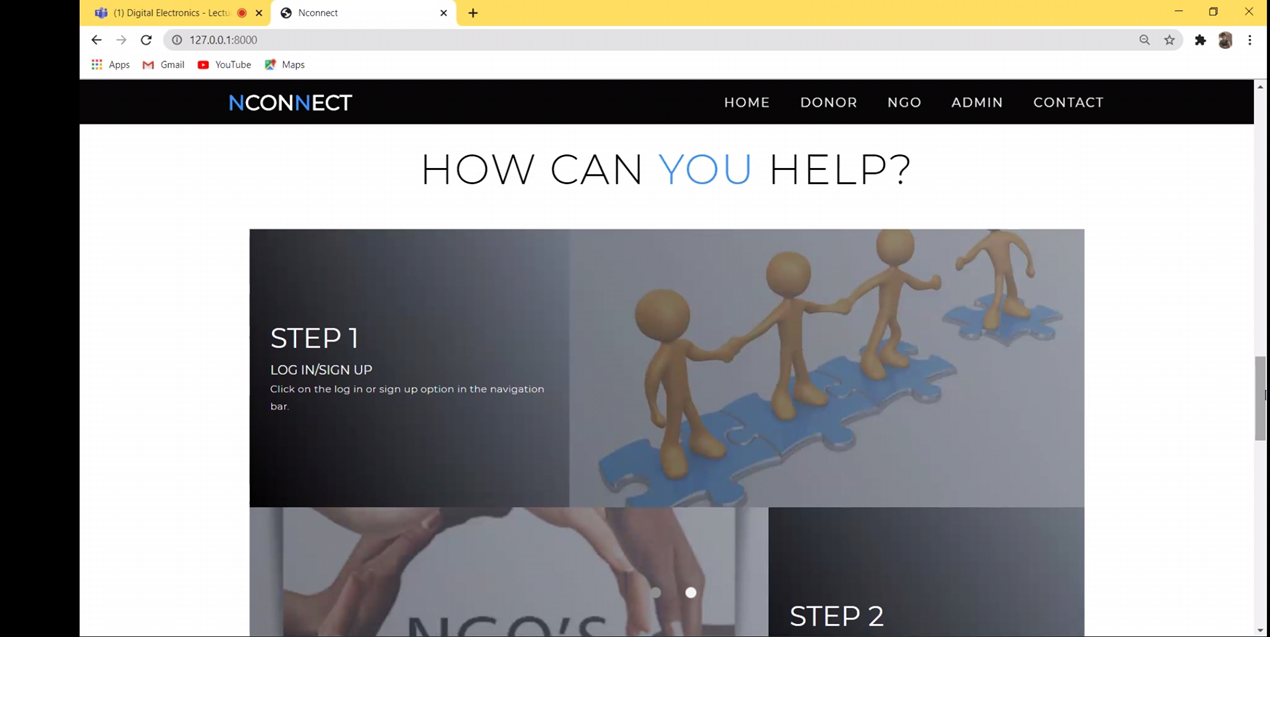 (1) Digital Electronics - Lectu
Nconnect
127.0.0.1:8000
Apps
Gmail
YouTube
Maps
NCONNECT
HOME
DONOR
NGO
ADMIN
CONTACT
HOW CAN YOU HELP?
STEP 1
LOG IN/SIGN UP
Click on the log in or sign up option in the navigation
bar.
NGO'S
STEP 2